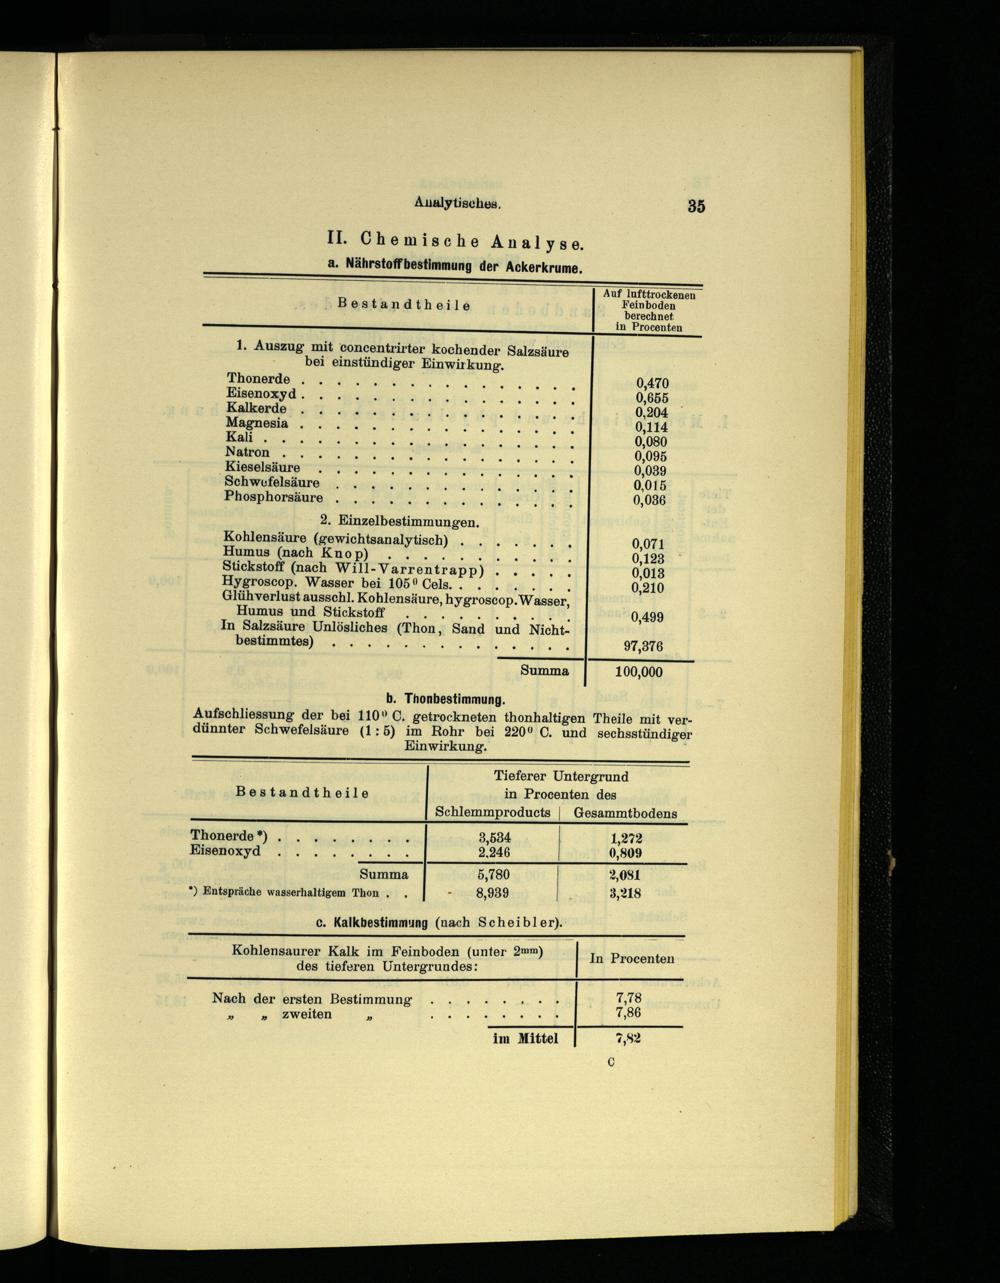 Analytisches.
35
II. Chemische Analyse.
a. Nährstoffbestimmung der Ackerkrume.
Bestandtheile
Auf lufttrockenen
Feinboden
berechnet
in Procenten
1. Auszug mit concentrirter kochender Salzsäure
bei einstündiger Einwirkung.
Thonerde . . . . . . . . . . . . . . . . 0,470
Eisenoxyd . . . . . . . . . . . . . . . . 0,655
Kalkerde . . . . . . . . . . . . . . . . 0,204
Magnesia . . . . . . . . . . . . . . . . 0,114
Kali . . . . . . . . . . . . . . . . . . 0,080
Natron . . . . . . . . . . . . . . . . . 0,095
Kieselsäure . . . . . . . . . . . . . . . 0,039
Schwefelsäure . . . . . . . . . . . . . . 0,015
Phosphorsäure . . . . . . . . . . . . . . 0,036
2. Einzelbestimmungen.
Kohlensäure (gewichtsanalytisch) . . . . . . . 0,071
Humus (nach Knop) . . . . . . . . . . . 0,123
Stickstoff (nach Will-Varrentrapp) . . . . . 0,013
Hygroscop. Wasser bei 105⁰ Cels. . . . . . . . 0,210
Glühverlust ausschl. Kohlensäure, hygroscop. Wasser,
Humus und Stickstoff . . . . . . . . . . 0,499
In Salzsäure Unlösliches (Thon, Sand und Nicht-
bestimmtes) . . . . . . . . . . . . . . 97,376
Summa 100,000
b. Thonbestimmung.
Aufschliessung der bei 110⁰ C. getrockneten thonhaltigen Theile mit ver-
dünnter Schwefelsäure (1 : 5) im Rohr bei 220⁰ C. und sechsstündiger
Einwirkung.
Bestandtheile
Tieferer Untergrund
in Procenten des
Schlemmproducts Gesammtbodens
Thonerde *) . . . . . . . . 3,534 1,272
Eisenoxyd . . . . . . . . 2,246 0,809
Summa 5,780 2,081
*) Entspräche wasserhaltigem Thon . . 8,939 3,218
c. Kalkbestimmung (nach Scheibler).
Kohlensaurer Kalk im Feinboden (unter 2mm)
des tieferen Untergrundes:
In Procenten
Nach der ersten Bestimmung . . . . . . . . 7,78
„ „ zweiten „ . . . . . . . . 7,86
im Mittel 7,82
C